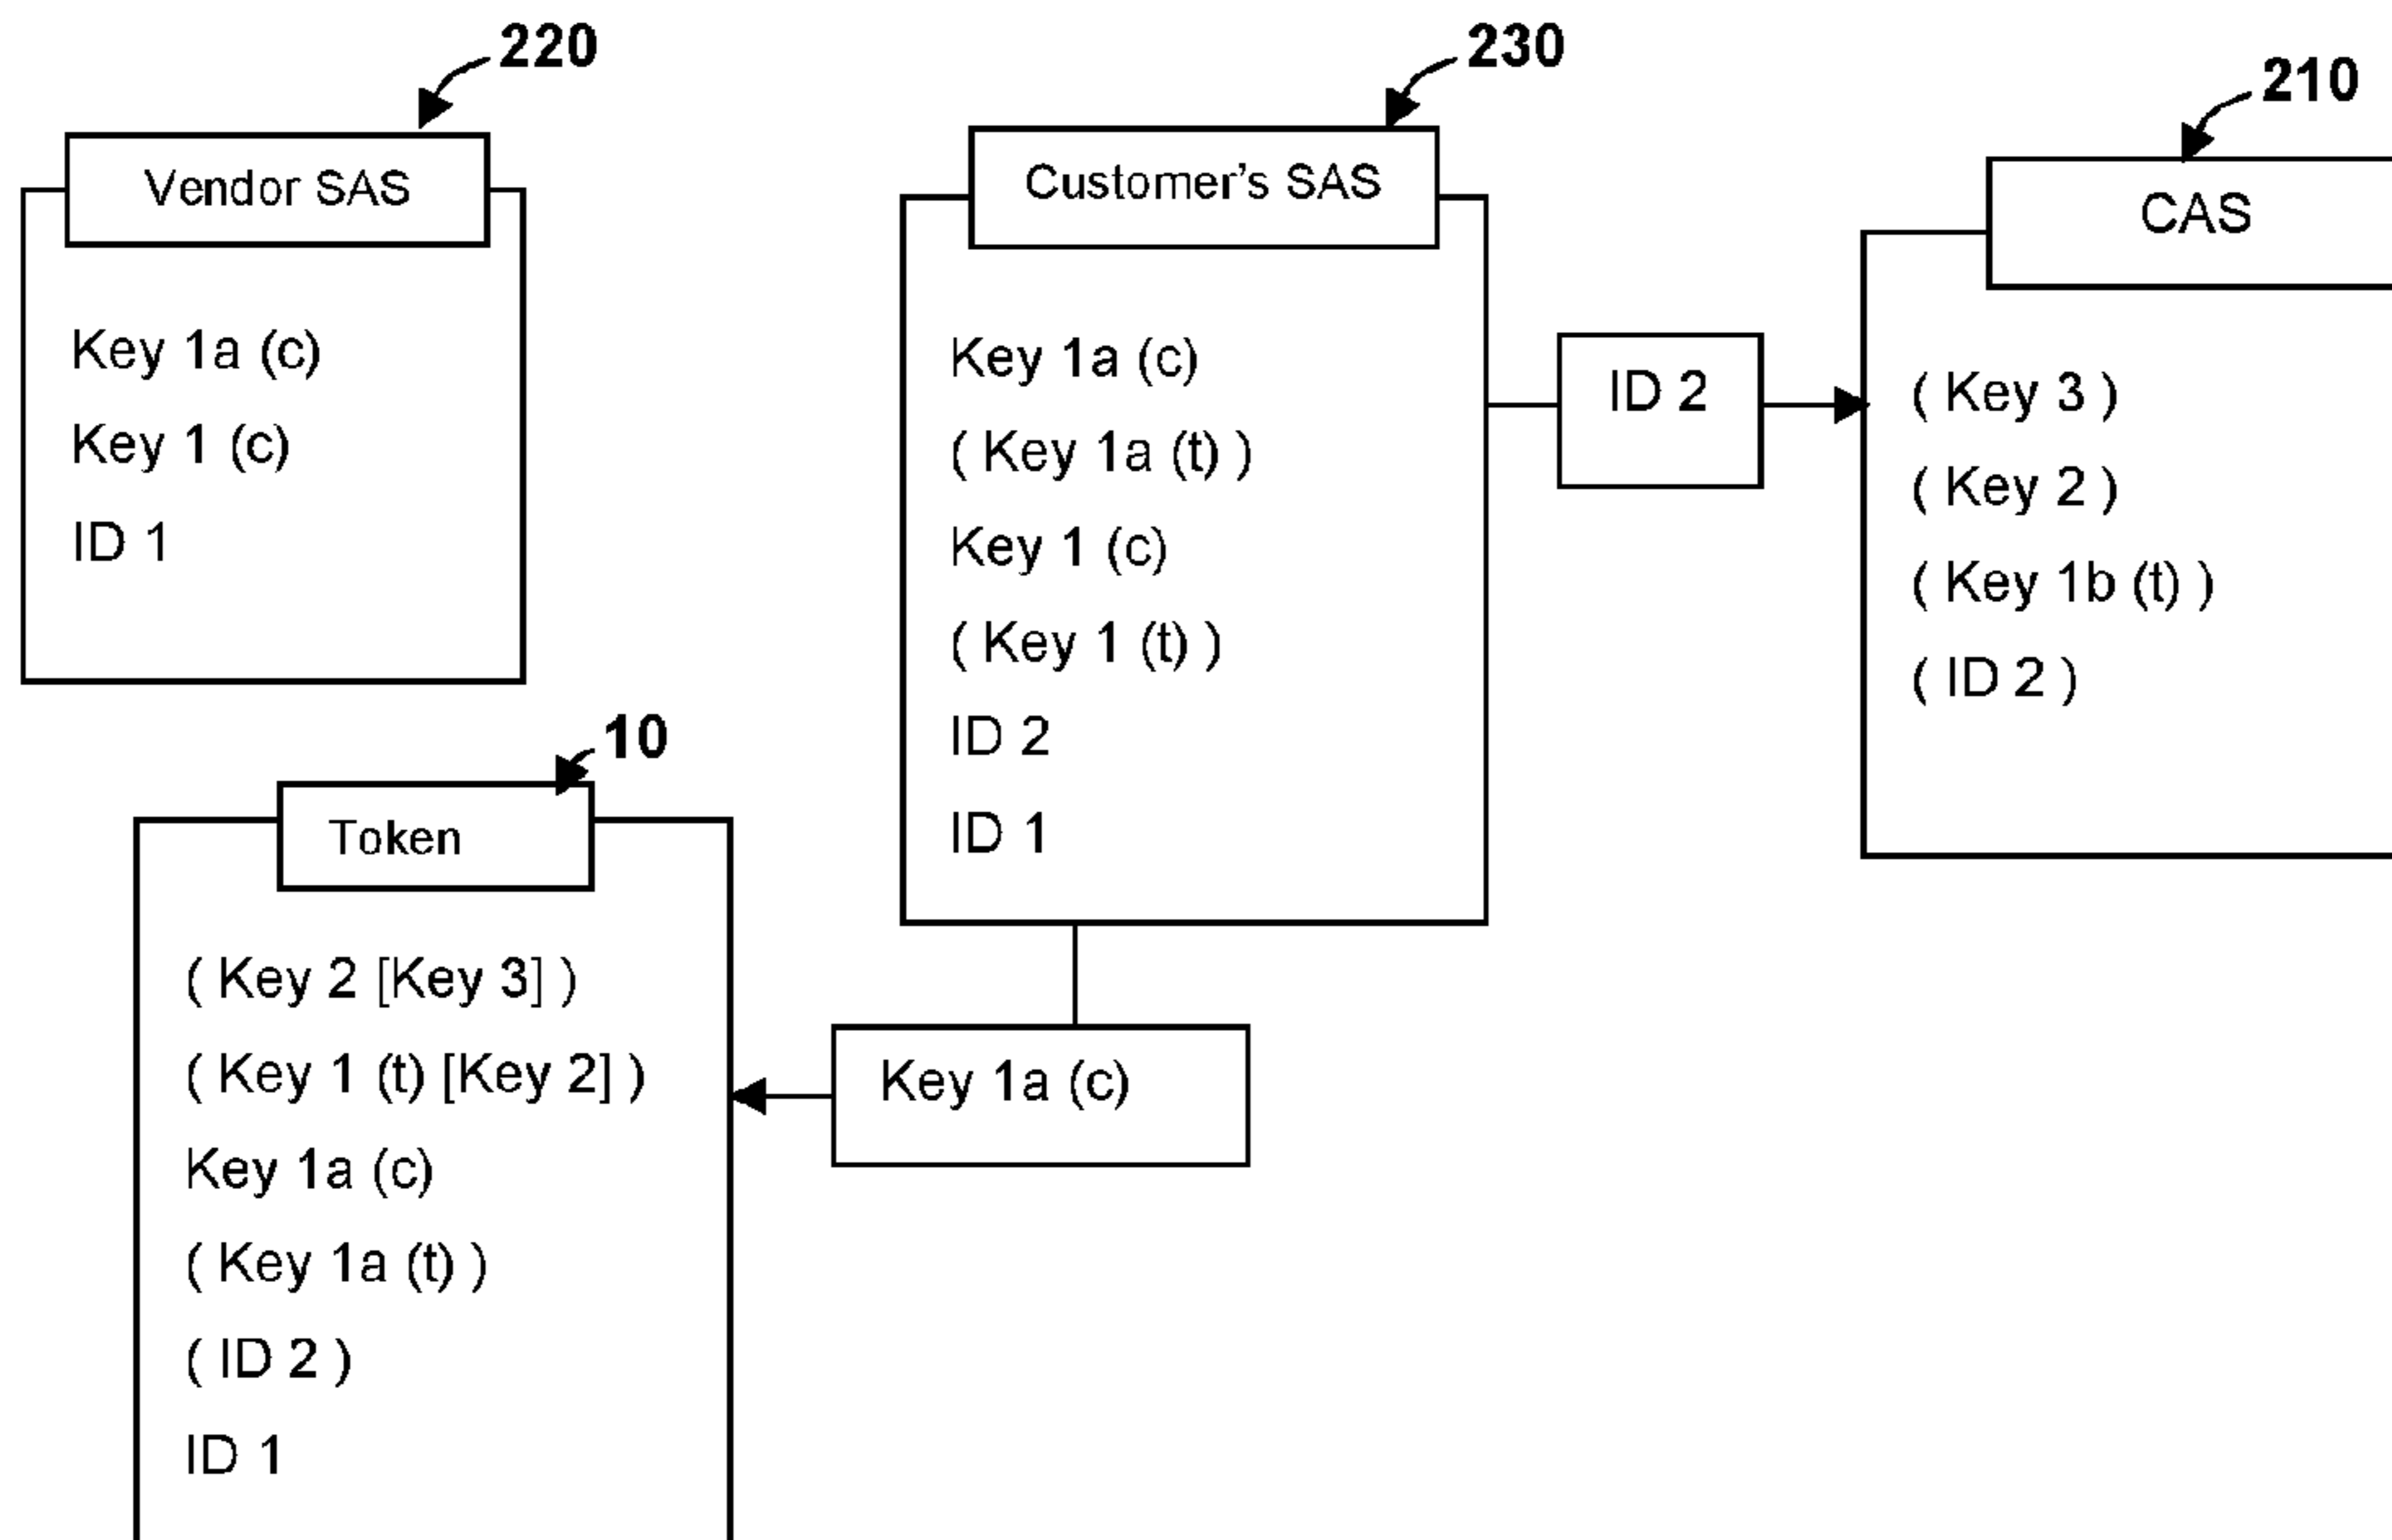 220
Vendor SAS
Key 1a (c)
Key 1 (c)
ID 1
230
Customer's SAS
Key 1a (c)
( Key 1a (t) )
Key 1 (c)
( Key 1 (t) )
ID 2
ID 1
ID 2
210
CAS
( Key 3 )
( Key 2 )
( Key 1b (t) )
( ID 2 )
10
Token
( Key 2 [Key 3] )
( Key 1 (t) [Key 2] )
Key 1a (c)
( Key 1a (t) )
( ID 2 )
ID 1
Key 1a (c)